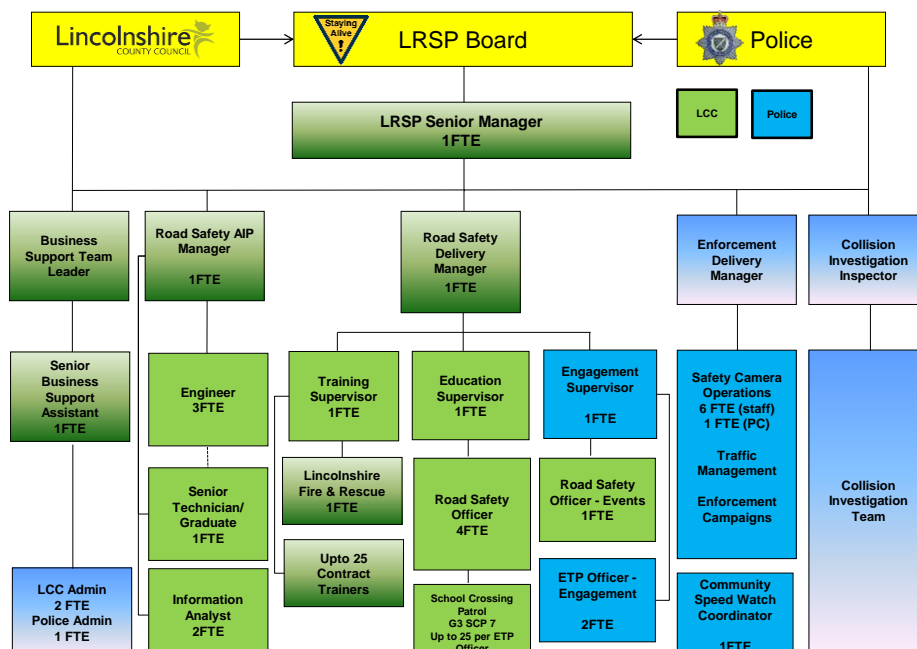 Lincolnshire
COUNTY COUNCIL
Staying
Alive
!
LRSP Board
Police
LRSP Senior Manager
1FTE
LCC
Police
Business
Support Team
Leader
Road Safety AIP
Manager
1FTE
Road Safety
Delivery
Manager
1FTE
Enforcement
Delivery
Manager
Collision
Investigation
Inspector
Senior
Business
Support
Assistant
1FTE
Engineer
3FTE
Training
Supervisor
1FTE
Education
Supervisor
1FTE
Engagement
Supervisor
1FTE
Safety Camera
Operations
6 FTE (staff)
1 FTE (PC)
Traffic
Management
Enforcement
Campaigns
Collision
Investigation
Team
Senior
Technician/
Graduate
1FTE
Lincolnshire
Fire & Rescue
1FTE
Road Safety
Officer
4FTE
Road Safety
Officer - Events
1FTE
Upto 25
Contract
Trainers
LCC Admin
2 FTE
Police Admin
1 FTE
Information
Analyst
2FTE
School Crossing
Patrol
G3 SCP 7
Up to 25 per ETP
Officer
ETP Officer -
Engagement
2FTE
Community
Speed Watch
Coordinator
1FTE